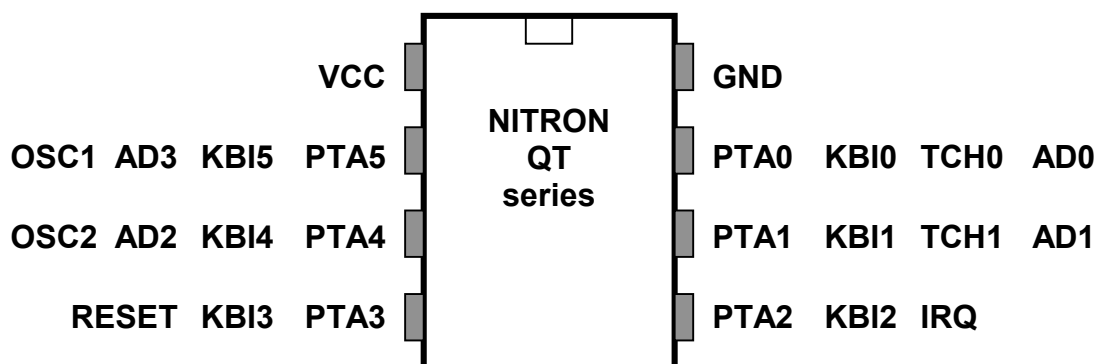 VCC GND
NITRON
OSC1 AD3 KBI5 PTA5 QT PTA0 KBI0 TCH0 AD0
series
OSC2 AD2 KBI4 PTA4 PTA1 KBI1 TCH1 AD1
RESET KBI3 PTA3 PTA2 KBI2 IRQ